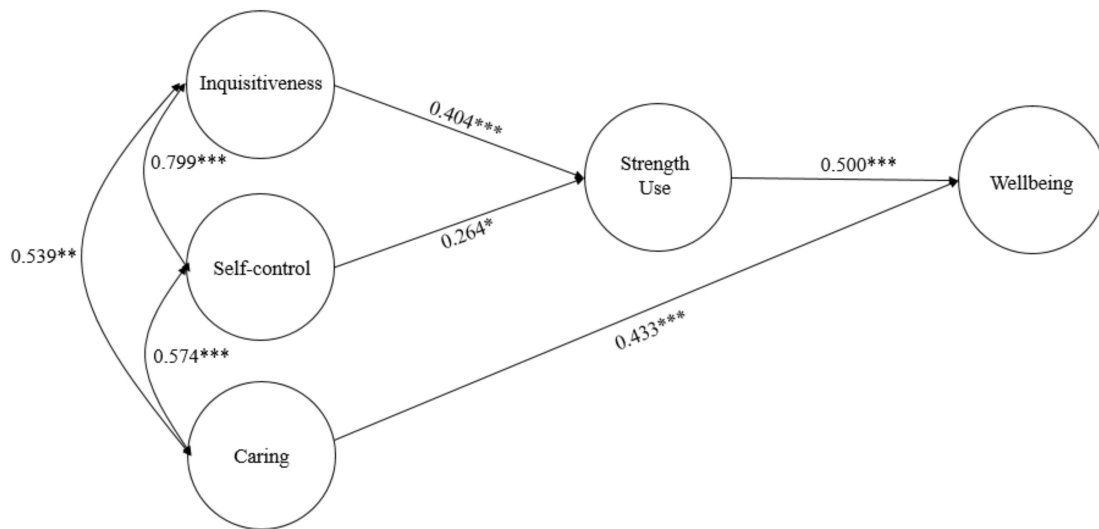 Inquisitiveness
0.404***
0.799***
Strength
Use
0.500***
Wellbeing
0.539**
Self-control
0.264*
0.433***
0.574***
Caring